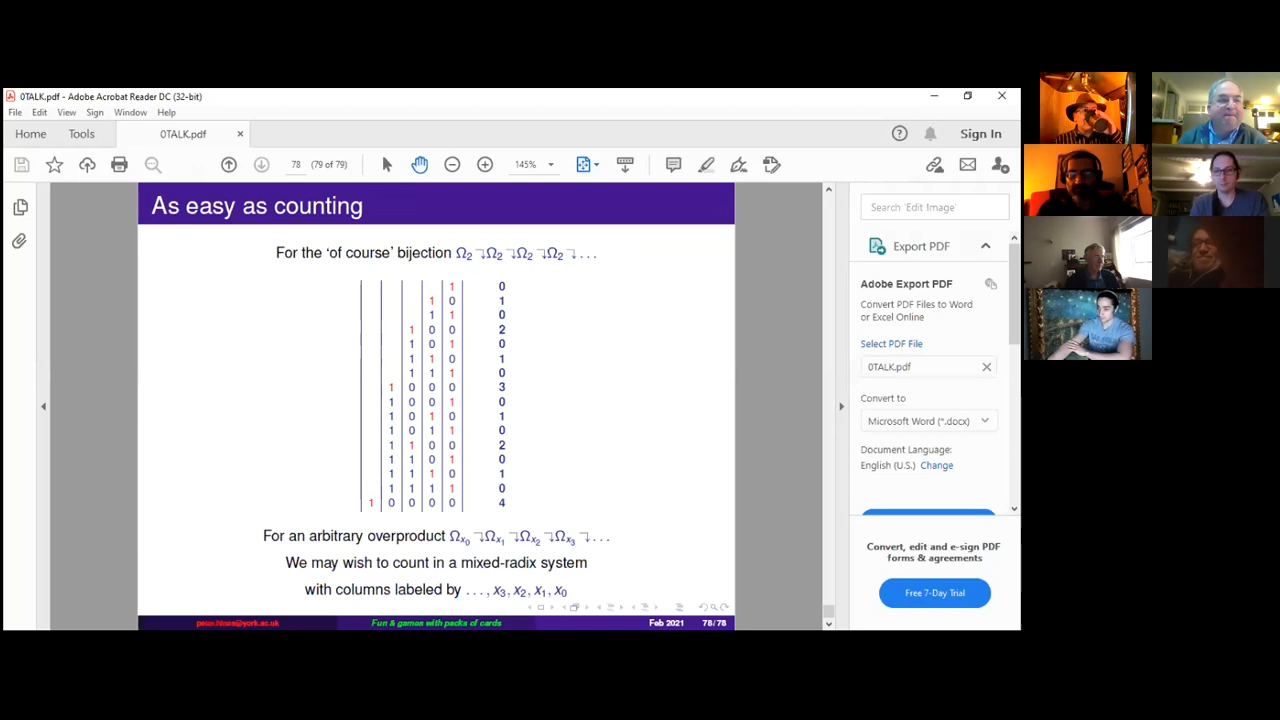 0TALK.pdf - Adobe Acrobat Reader DC (32-bit)
File Edit View Sign Window Help
Home Tools 0TALK.pdf × Sign In
78 (79 of 79) 145%
As easy as counting
For the ‘of course’ bijection Ω₂ ⥣Ω₂ ⥣Ω₂ ⥣Ω₂ ⥣ . . .
1 0
1 0 1
1 1 0
1 0 0 2
1 0 1 0
1 1 0 1
1 1 1 0
1 0 0 0 3
1 0 0 1 0
1 0 1 0 1
1 0 1 1 0
1 1 0 0 2
1 1 0 1 0
1 1 1 0 1
1 1 1 1 0
1 0 0 0 0 4
For an arbitrary overproduct Ωx₀ ⥣Ωx₁ ⥣Ωx₂ ⥣Ωx₃ ⥣ . . .
We may wish to count in a mixed-radix system
with columns labeled by . . . , x₃, x₂, x₁, x₀
peter.hines@york.ac.uk Fun & games with packs of cards Feb 2021 78/78
Search 'Edit Image'
Export PDF
Adobe Export PDF
Convert PDF Files to Word
or Excel Online
Select PDF File
0TALK.pdf
Convert to
Microsoft Word (*.docx)
Document Language:
English (U.S.) Change
Convert, edit and e-sign PDF
forms & agreements
Free 7-Day Trial